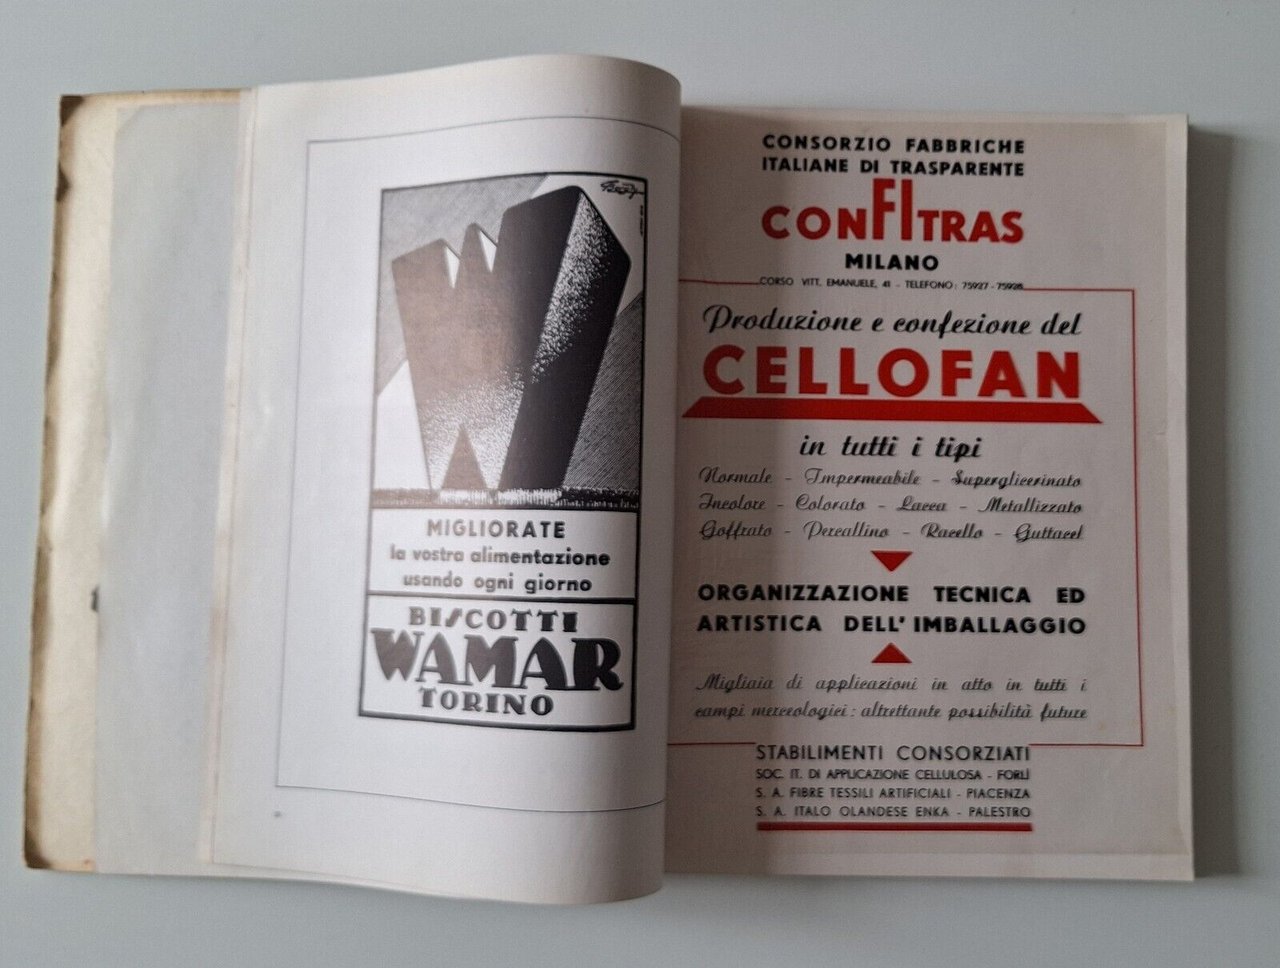 MIGLIORATE
la vostra alimentazione
usando ogni giorno
BISCOTTI
WAMAR
TORINO
CONSORZIO FABBRICHE
ITALIANE DI TRASPARENTE
CONFITRAS
MILANO
CORSO VITT. EMANUELE, 41 - TELEFONO: 75927 - 75928
Produzione e confezione del
CELLOFAN
in tutti i tipi
Normale - Impermeabile - Superglicerinato
Incolore - Colorato - Lacca - Metallizzato
Goffrato - Percallino - Racello - Guttacel
ORGANIZZAZIONE TECNICA ED
ARTISTICA DELL'IMBALLAGGIO
Migliaia di applicazioni in atto in tutti i
campi merceologici: altrettante possibilità future
STABILIMENTI CONSORZIATI
SOC. IT. DI APPLICAZIONE CELLULOSA - FORLÌ
S. A. FIBRE TESSILI ARTIFICIALI - PIACENZA
S. A. ITALO OLANDESE ENKA - PALESTRO